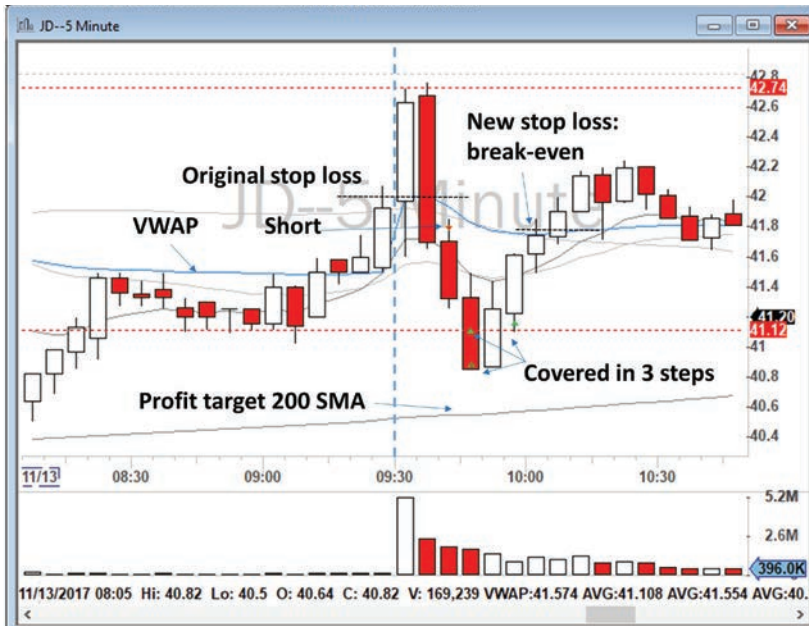 JD--5 Minute
42.8
42.74
42.6
New stop loss:
break-even
42.4
Original stop loss
42.2
JD--5 Minute
42
VWAP
Short
41.8
41.6
41.4
41.20
41.12
41
Covered in 3 steps
40.8
Profit target 200 SMA
40.6
40.4
11/13 08:30 09:00 09:30 10:00 10:30
5.2M
2.6M
396.0K
11/13/2017 08:05 Hi: 40.82 Lo: 40.5 O: 40.64 C: 40.82 V: 169,239 VWAP:41.574 AVG:41.108 AVG:41.554 AVG:40.